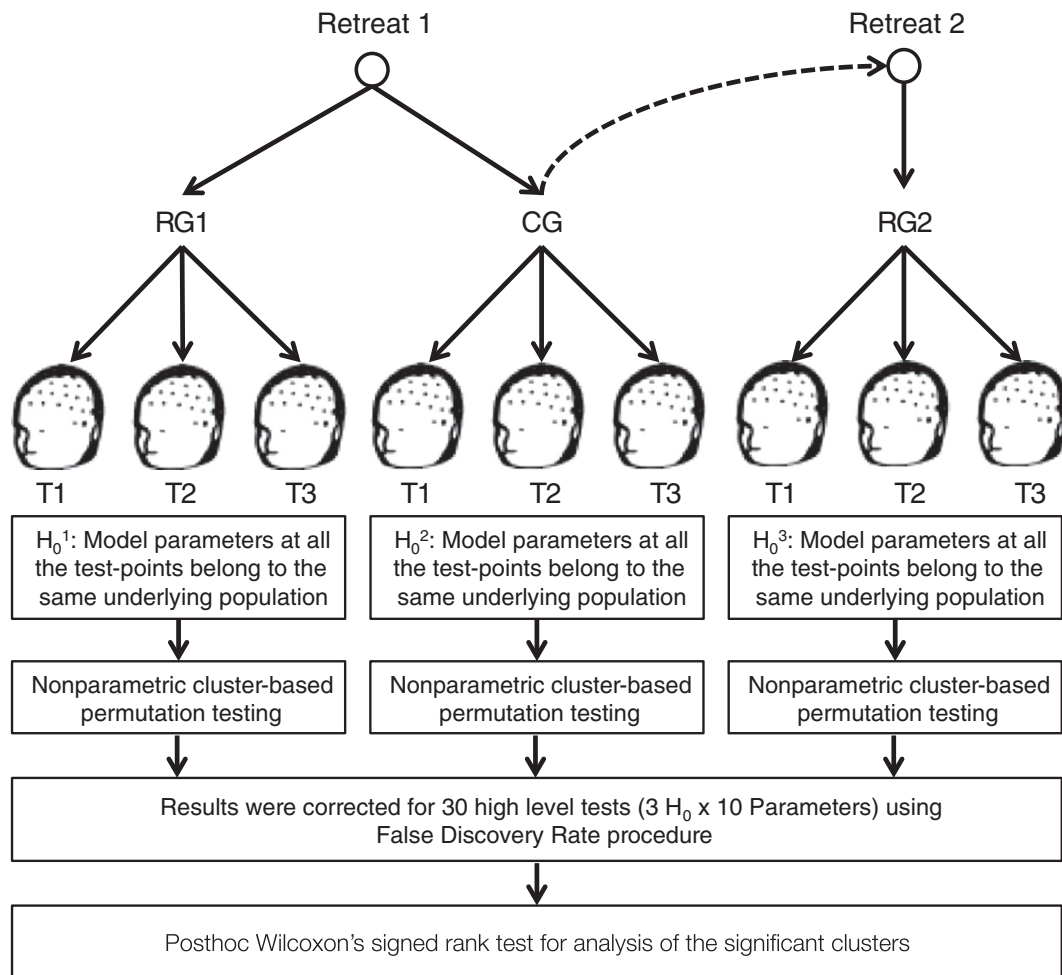 Retreat 1
Retreat 2
RG1
CG
RG2
T1
T2
T3
T1
T2
T3
T1
T2
T3
H₀¹: Model parameters at all
the test-points belong to the
same underlying population
H₀²: Model parameters at all
the test-points belong to the
same underlying population
H₀³: Model parameters at all
the test-points belong to the
same underlying population
Nonparametric cluster-based
permutation testing
Nonparametric cluster-based
permutation testing
Nonparametric cluster-based
permutation testing
Results were corrected for 30 high level tests (3 H₀ x 10 Parameters) using
False Discovery Rate procedure
Posthoc Wilcoxon's signed rank test for analysis of the significant clusters